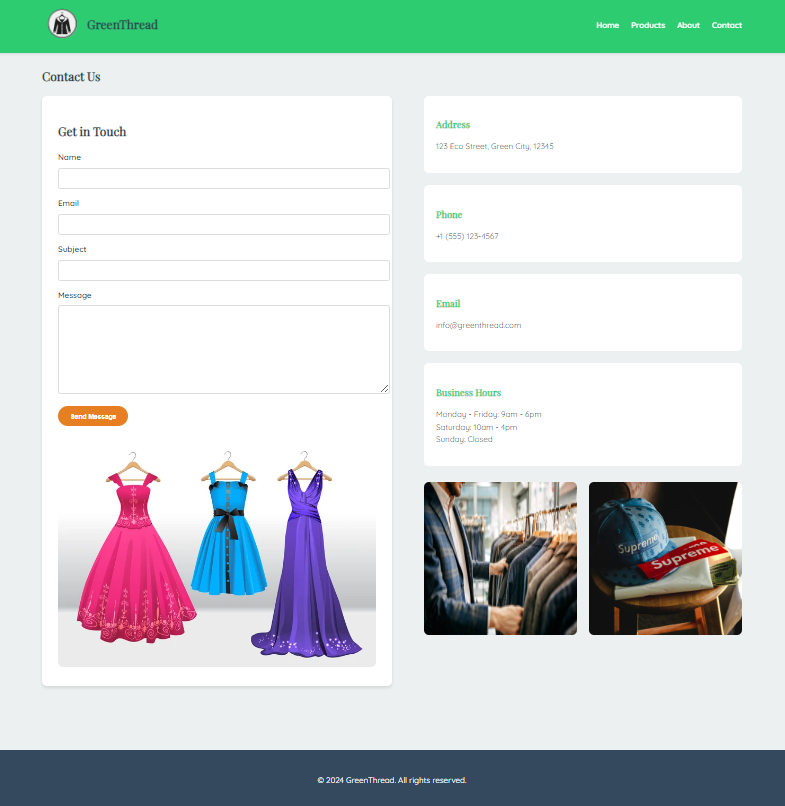 GreenThread
Home Products About Contact
Contact Us
Get in Touch
Name
Email
Subject
Message
Send Message
Address
123 Eco Street, Green City, 12345
Phone
+1 (555) 123-4567
Email
info@greenthread.com
Business Hours
Monday - Friday: 9am - 6pm
Saturday: 10am - 4pm
Sunday: Closed
Supreme
Supreme
© 2024 GreenThread. All rights reserved.